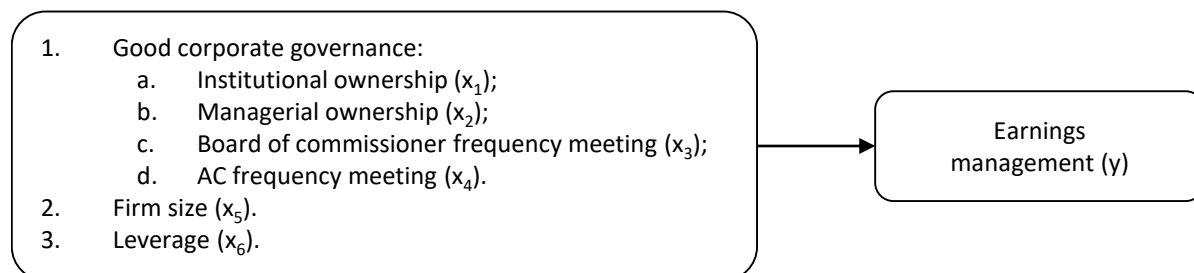 1. Good corporate governance:
a. Institutional ownership (x₁);
b. Managerial ownership (x₂);
c. Board of commissioner frequency meeting (x₃);
d. AC frequency meeting (x₄).
2. Firm size (x₅).
3. Leverage (x₆).
Earnings
management (y)